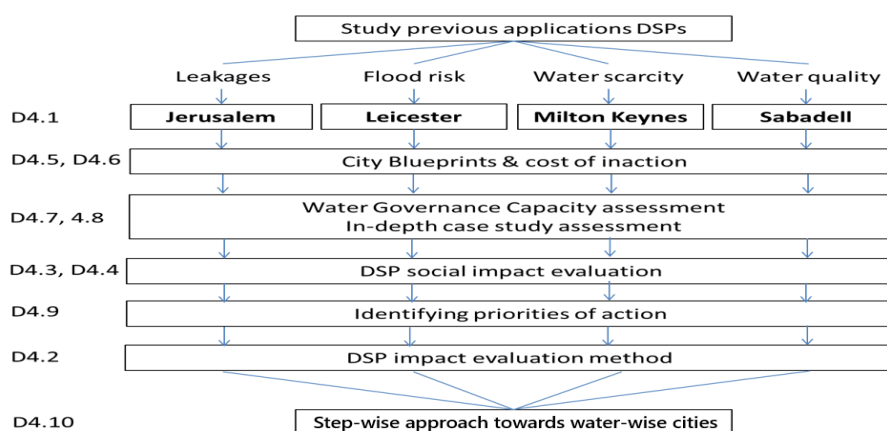 Study previous applications DSPs
Leakages Flood risk Water scarcity Water quality
D4.1 Jerusalem Leicester Milton Keynes Sabadell
D4.5, D4.6 City Blueprints & cost of inaction
D4.7, 4.8 Water Governance Capacity assessment
In-depth case study assessment
D4.3, D4.4 DSP social impact evaluation
D4.9 Identifying priorities of action
D4.2 DSP impact evaluation method
D4.10 Step-wise approach towards water-wise cities